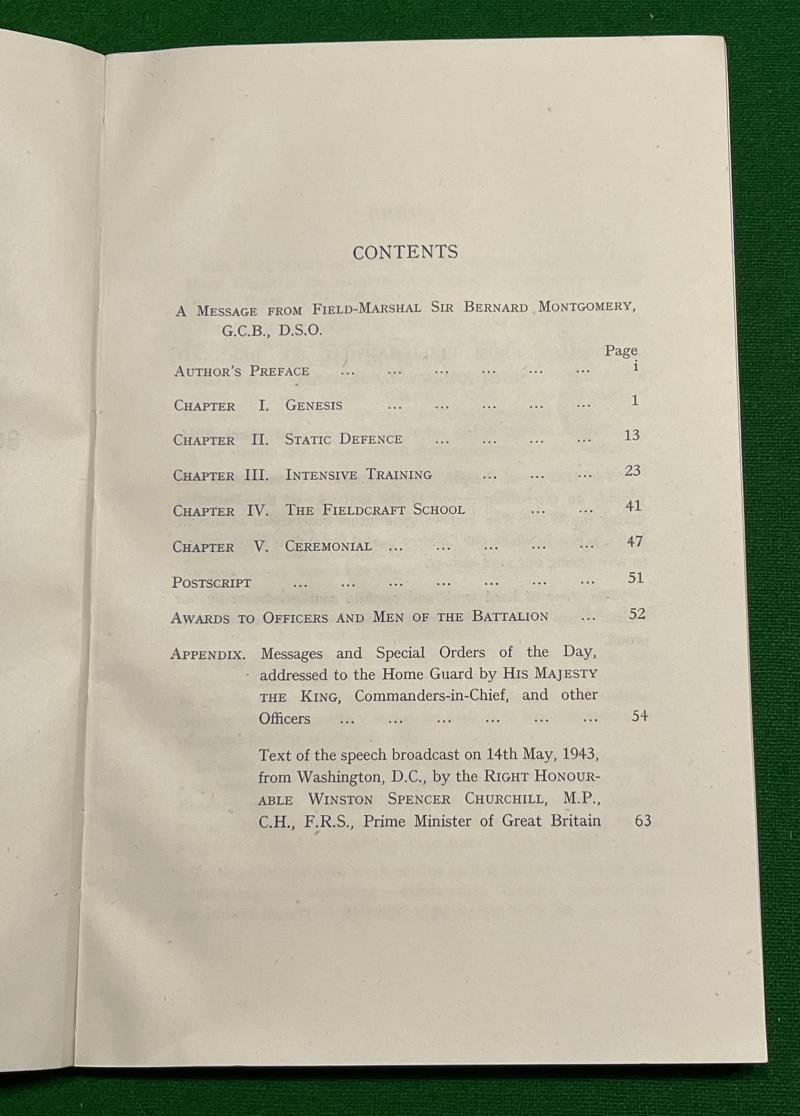 CONTENTS
A Message from Field-Marshal Sir Bernard Montgomery,
G.C.B., D.S.O.
Page
Author's Preface ... ... ... ... ... ... i
Chapter I. Genesis ... ... ... ... ... 1
Chapter II. Static Defence ... ... ... ... 13
Chapter III. Intensive Training ... ... ... 23
Chapter IV. The Fieldcraft School ... ... 41
Chapter V. Ceremonial ... ... ... ... ... 47
Postscript ... ... ... ... ... ... ... 51
Awards to Officers and Men of the Battalion ... 52
Appendix. Messages and Special Orders of the Day,
addressed to the Home Guard by His Majesty
the King, Commanders-in-Chief, and other
Officers ... ... ... ... ... ... 54
Text of the speech broadcast on 14th May, 1943,
from Washington, D.C., by the Right Honour-
able Winston Spencer Churchill, M.P.,
C.H., F.R.S., Prime Minister of Great Britain 63